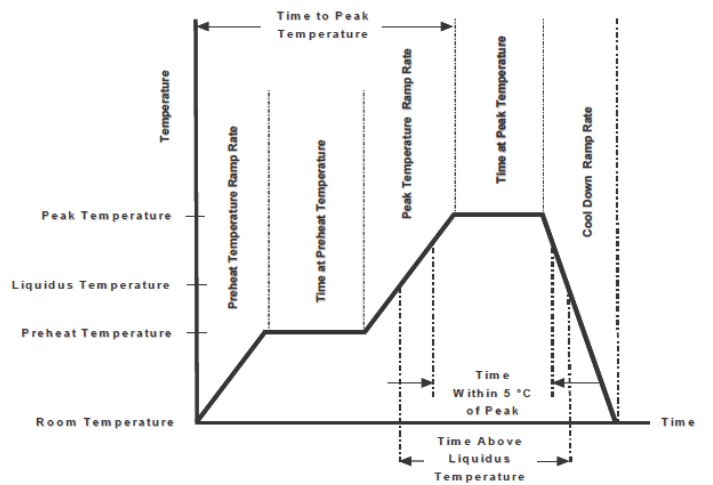 Time to Peak
Temperature
Temperature
Preheat Temperature Ramp Rate
Time at Preheat Temperature
Peak Temperature Ramp Rate
Time at Peak Temperature
Cool Down Ramp Rate
Peak Temperature
Liquidus Temperature
Preheat Temperature
Room Temperature
Time
Within 5 °C
of Peak
Time
Time Above
Liquidus
Temperature